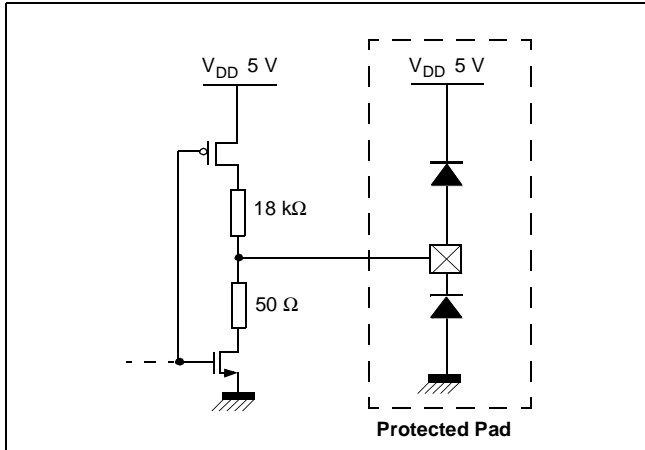 V_DD 5 V
V_DD 5 V
18 kΩ
50 Ω
Protected Pad